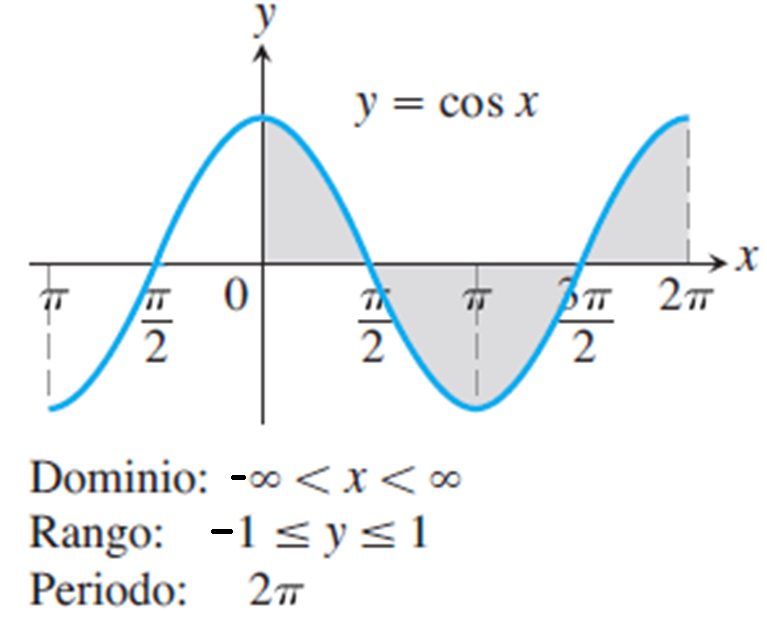 y
y = cos x
x
π π/2 0 π/2 π 3π/2 2π
Dominio: -∞ < x < ∞
Rango: -1 ≤ y ≤ 1
Periodo: 2π